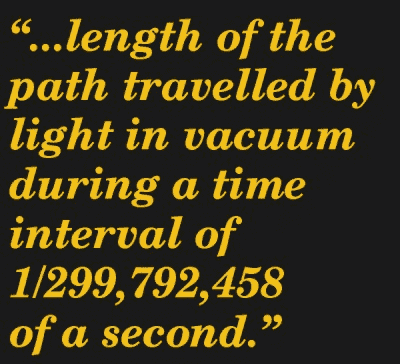 “...length of the
path travelled by
light in vacuum
during a time
interval of
1/299,792,458
of a second.”